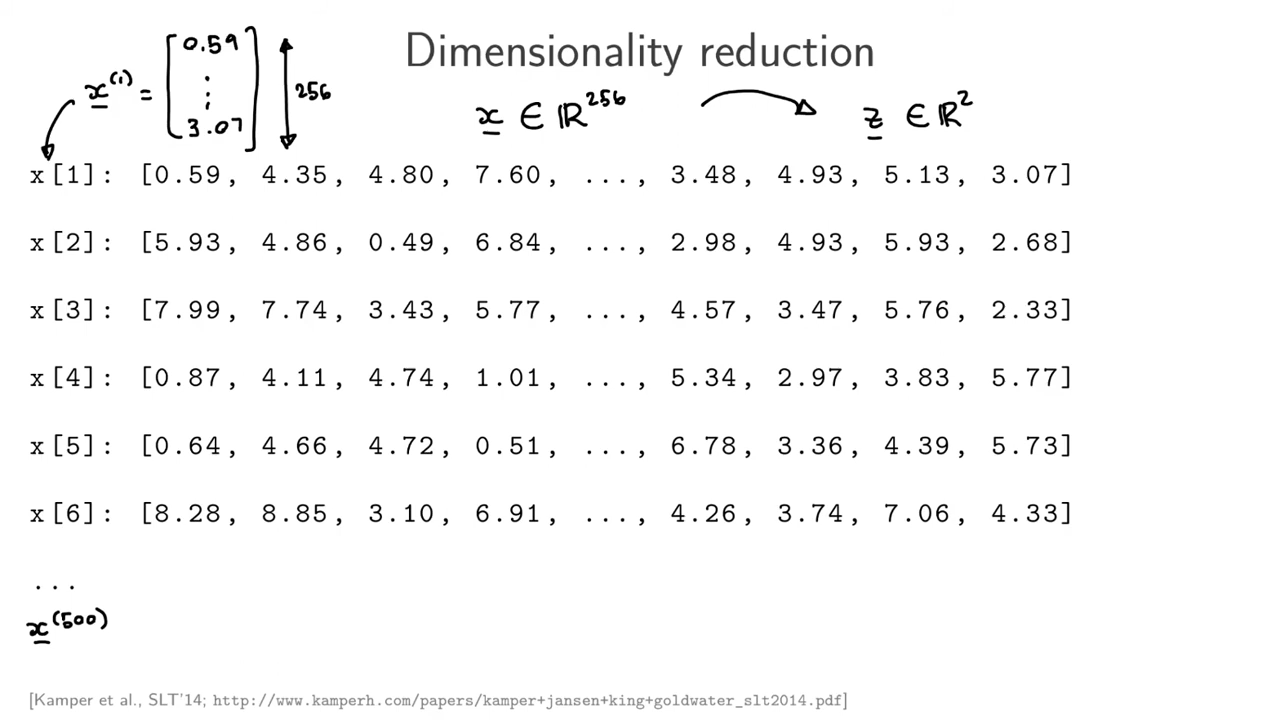 Dimensionality reduction
x^(1) = [0.59 ⋮ 3.07] 256
x ∈ ℝ^256 → z ∈ ℝ^2
x[1]: [0.59, 4.35, 4.80, 7.60, ..., 3.48, 4.93, 5.13, 3.07]
x[2]: [5.93, 4.86, 0.49, 6.84, ..., 2.98, 4.93, 5.93, 2.68]
x[3]: [7.99, 7.74, 3.43, 5.77, ..., 4.57, 3.47, 5.76, 2.33]
x[4]: [0.87, 4.11, 4.74, 1.01, ..., 5.34, 2.97, 3.83, 5.77]
x[5]: [0.64, 4.66, 4.72, 0.51, ..., 6.78, 3.36, 4.39, 5.73]
x[6]: [8.28, 8.85, 3.10, 6.91, ..., 4.26, 3.74, 7.06, 4.33]
...
x^(500)
[Kamper et al., SLT'14; http://www.kamperh.com/papers/kamper+jansen+king+goldwater_slt2014.pdf]